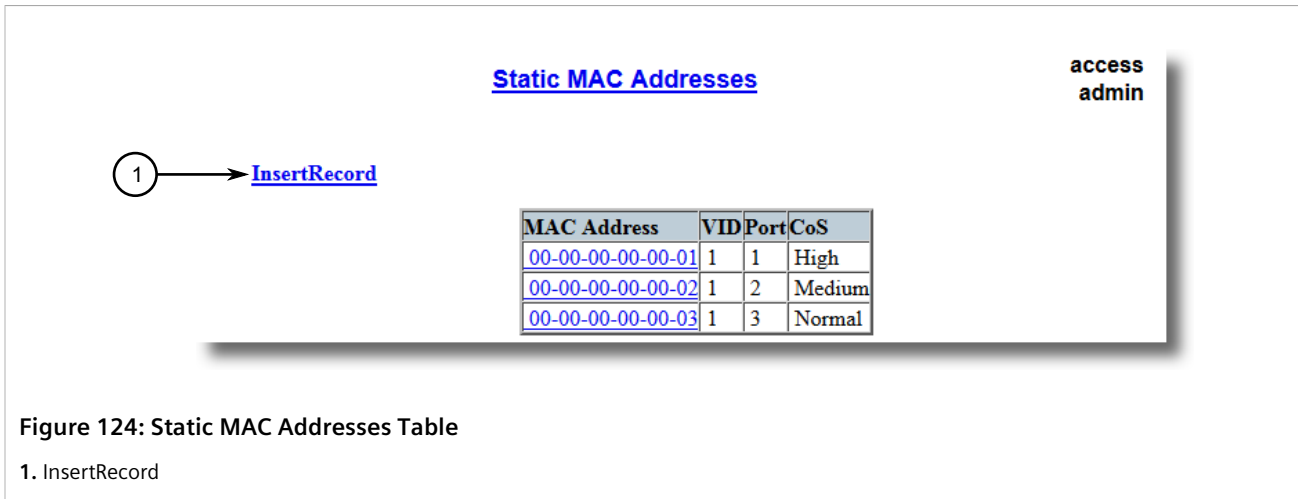 Static MAC Addresses
access
admin
1
InsertRecord
MAC Address VID Port CoS
00-00-00-00-00-01 1 1 High
00-00-00-00-00-02 1 2 Medium
00-00-00-00-00-03 1 3 Normal
Figure 124: Static MAC Addresses Table
1. InsertRecord